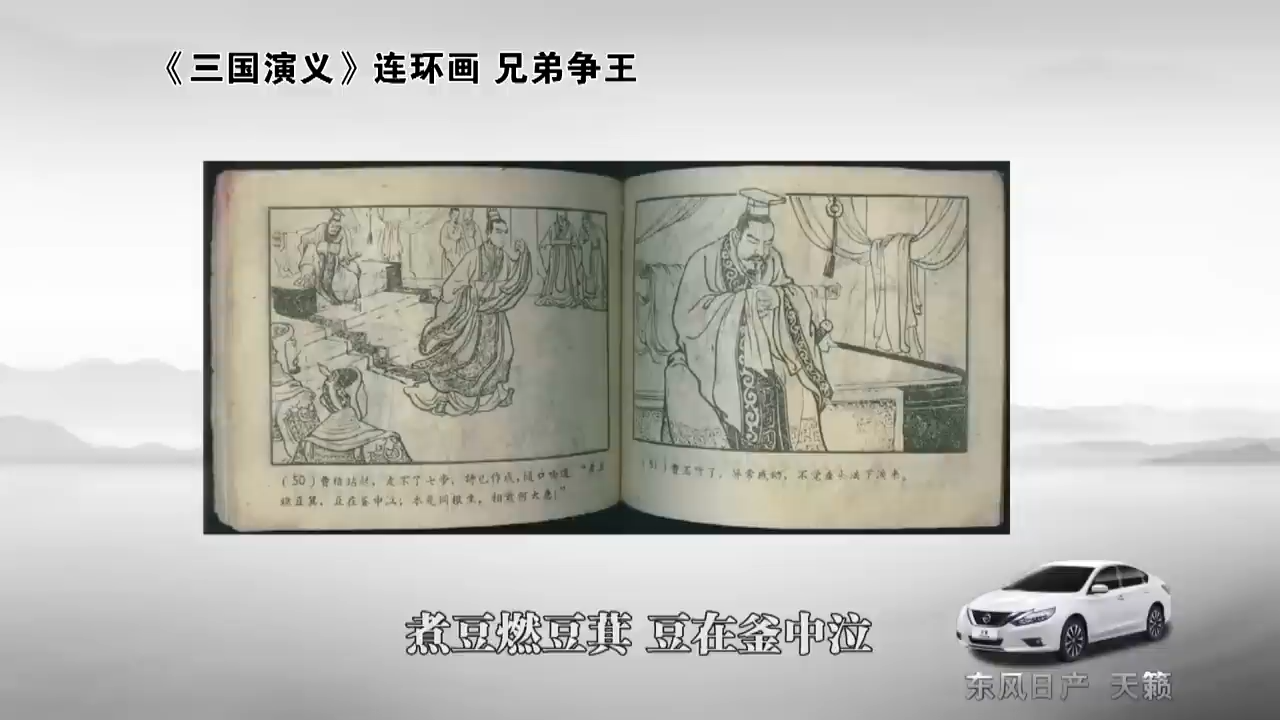 《三国演义》连环画 兄弟争王
(50)曹植站起,走不了七步,诗已作成,随口吟道:“煮豆
燃豆萁,豆在釜中泣;本是同根生,相煎何太急!”
(51)曹丕听了,异常感动,不觉垂头流下泪来。
煮豆燃豆萁 豆在釜中泣
东风日产 天籁